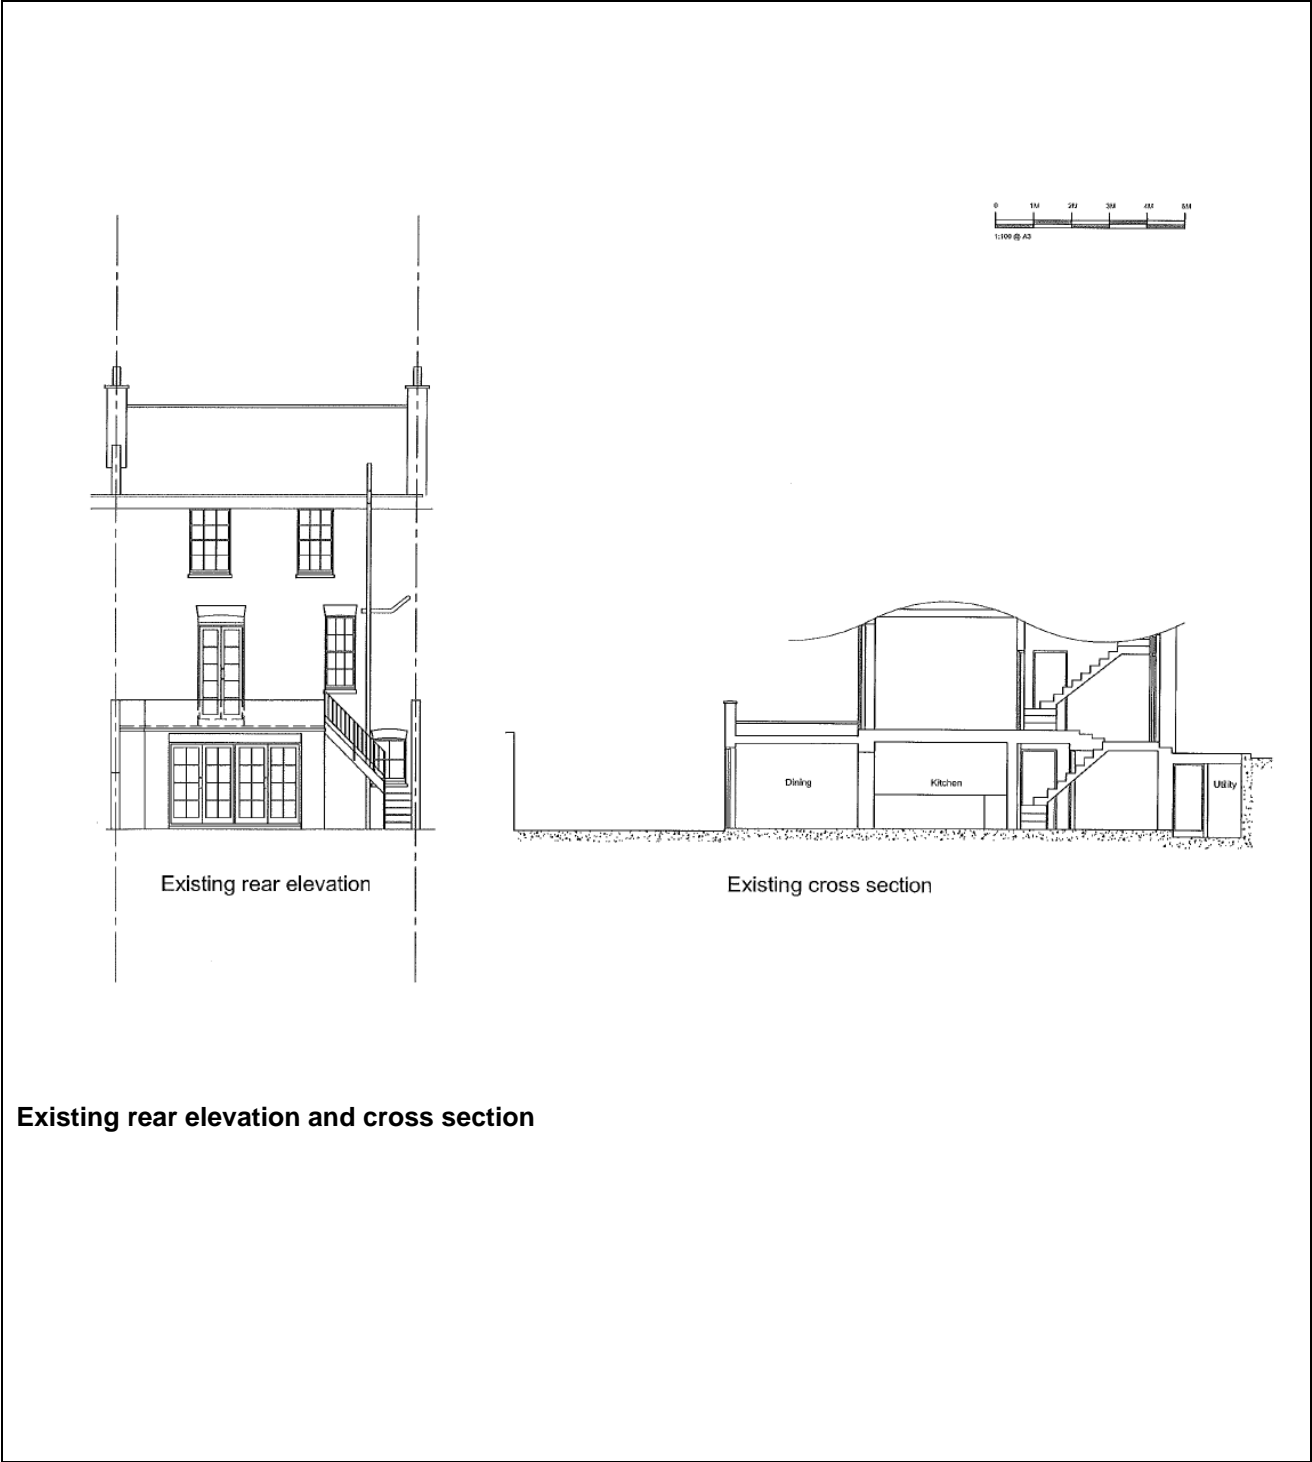 0 1M 2M 3M 4M 5M
1:100 @ A3
Dining
Kitchen
Utility
Existing rear elevation
Existing cross section
Existing rear elevation and cross section